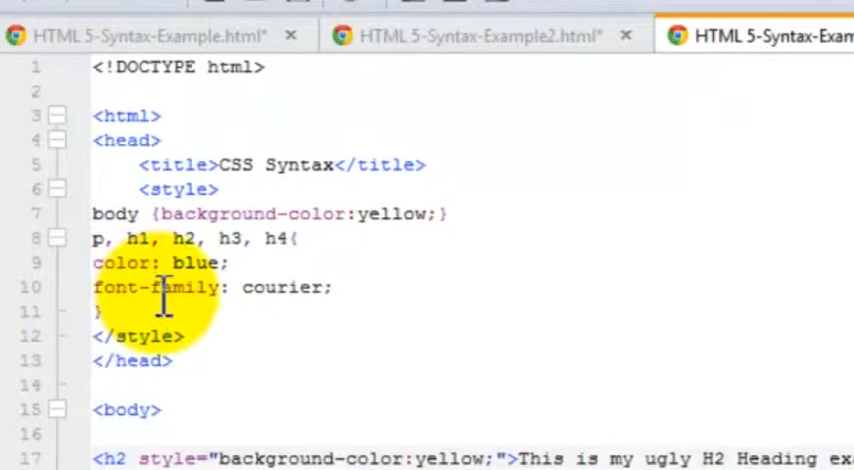 HTML 5-Syntax-Example.html* HTML 5-Syntax-Example2.html* HTML 5-Syntax-Exam
1 <!DOCTYPE html>
2
3 <html>
4 <head>
5 <title>CSS Syntax</title>
6 <style>
7 body {background-color:yellow;}
8 p, h1, h2, h3, h4{
9 color: blue;
10 font-family: courier;
11 }
12 </style>
13 </head>
14
15 <body>
16
17 <h2 style="background-color:yellow;">This is my ugly H2 Heading exa